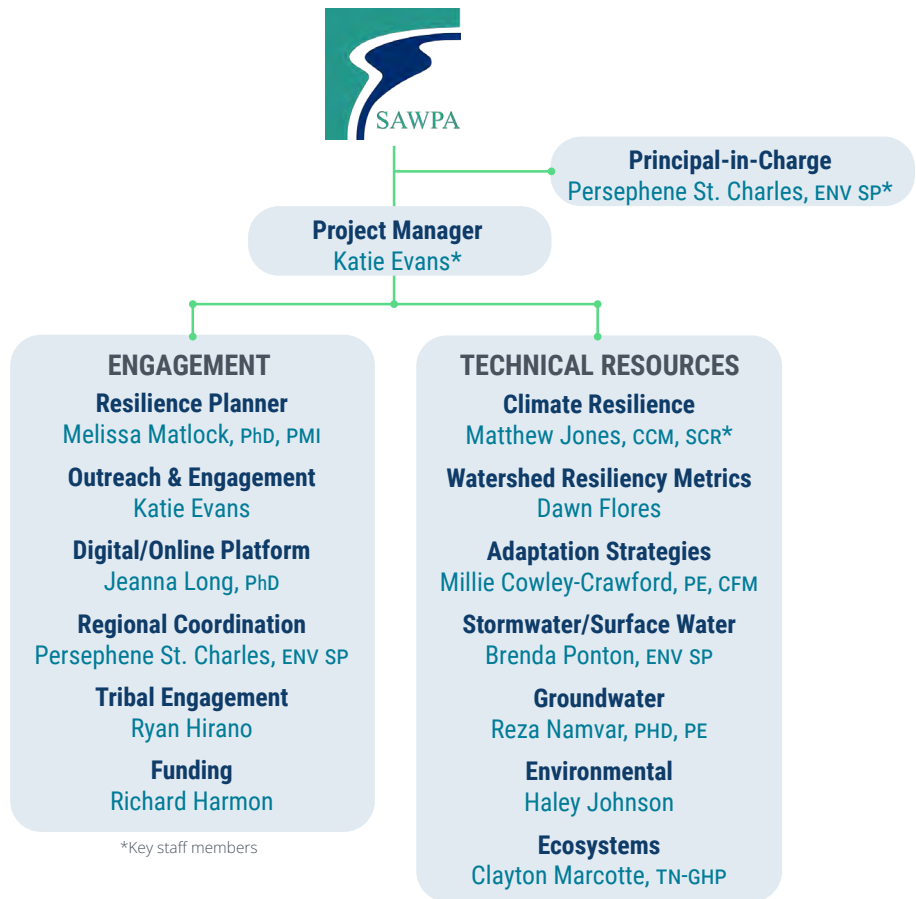 SAWPA
Principal-in-Charge
Persephene St. Charles, ENV SP*
Project Manager
Katie Evans*
ENGAGEMENT
Resilience Planner
Melissa Matlock, PhD, PMI
Outreach & Engagement
Katie Evans
Digital/Online Platform
Jeanna Long, PhD
Regional Coordination
Persephene St. Charles, ENV SP
Tribal Engagement
Ryan Hirano
Funding
Richard Harmon
*Key staff members
TECHNICAL RESOURCES
Climate Resilience
Matthew Jones, CCM, SCR*
Watershed Resiliency Metrics
Dawn Flores
Adaptation Strategies
Millie Cowley-Crawford, PE, CFM
Stormwater/Surface Water
Brenda Ponton, ENV SP
Groundwater
Reza Namvar, PHD, PE
Environmental
Haley Johnson
Ecosystems
Clayton Marcotte, TN-GHP